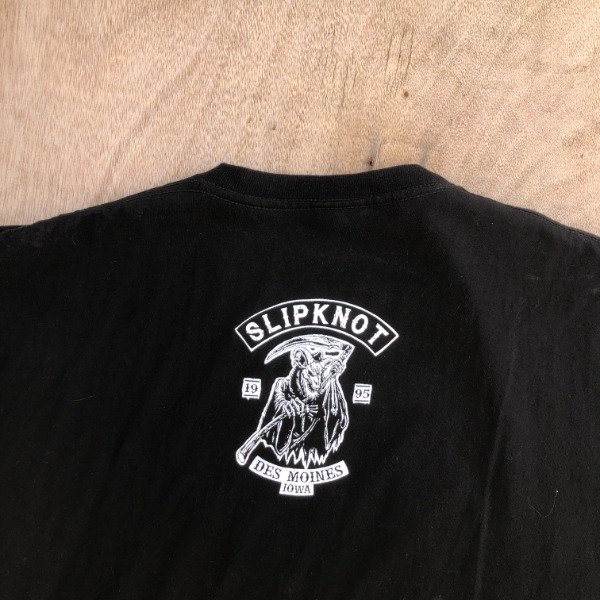 SLIPKNOT
19 95
DES MOINES
IOWA